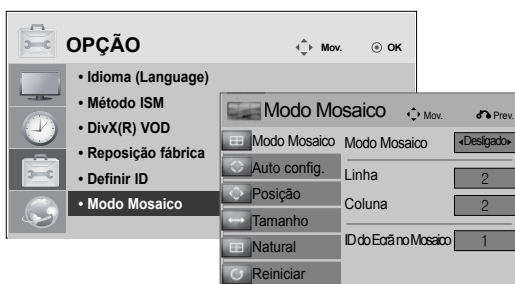 OPÇÃO
Mov. OK
• Idioma (Language)
• Método ISM
• DivX(R) VOD
• Reposição fábrica
• Definir ID
• Modo Mosaico
Modo Mosaico
Mov. Prev.
Modo Mosaico
Auto config.
Posição
Tamanho
Natural
Reiniciar
Modo Mosaico Desligado
Linha 2
Coluna 2
ID do Ecrã no Mosaico 1